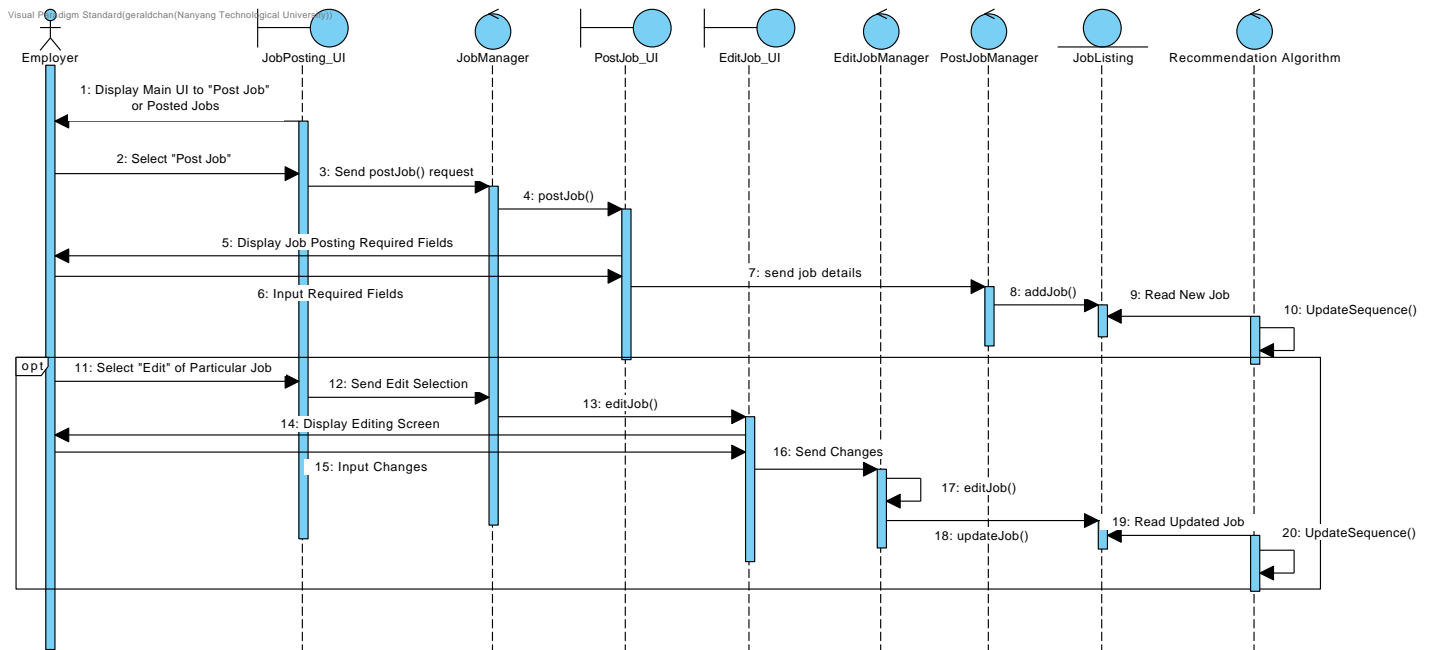 Visual Paradigm Standard(geraldchan(Nanyang Technological University))
Employer
JobPosting_UI
JobManager
PostJob_UI
EditJob_UI
EditJobManager
PostJobManager
JobListing
Recommendation Algorithm
1: Display Main UI to "Post Job"
or Posted Jobs
2: Select "Post Job"
3: Send postJob() request
4: postJob()
5: Display Job Posting Required Fields
6: Input Required Fields
7: send job details
8: addJob()
9: Read New Job
10: UpdateSequence()
opt
11: Select "Edit" of Particular Job
12: Send Edit Selection
13: editJob()
14: Display Editing Screen
15: Input Changes
16: Send Changes
17: editJob()
18: updateJob()
19: Read Updated Job
20: UpdateSequence()